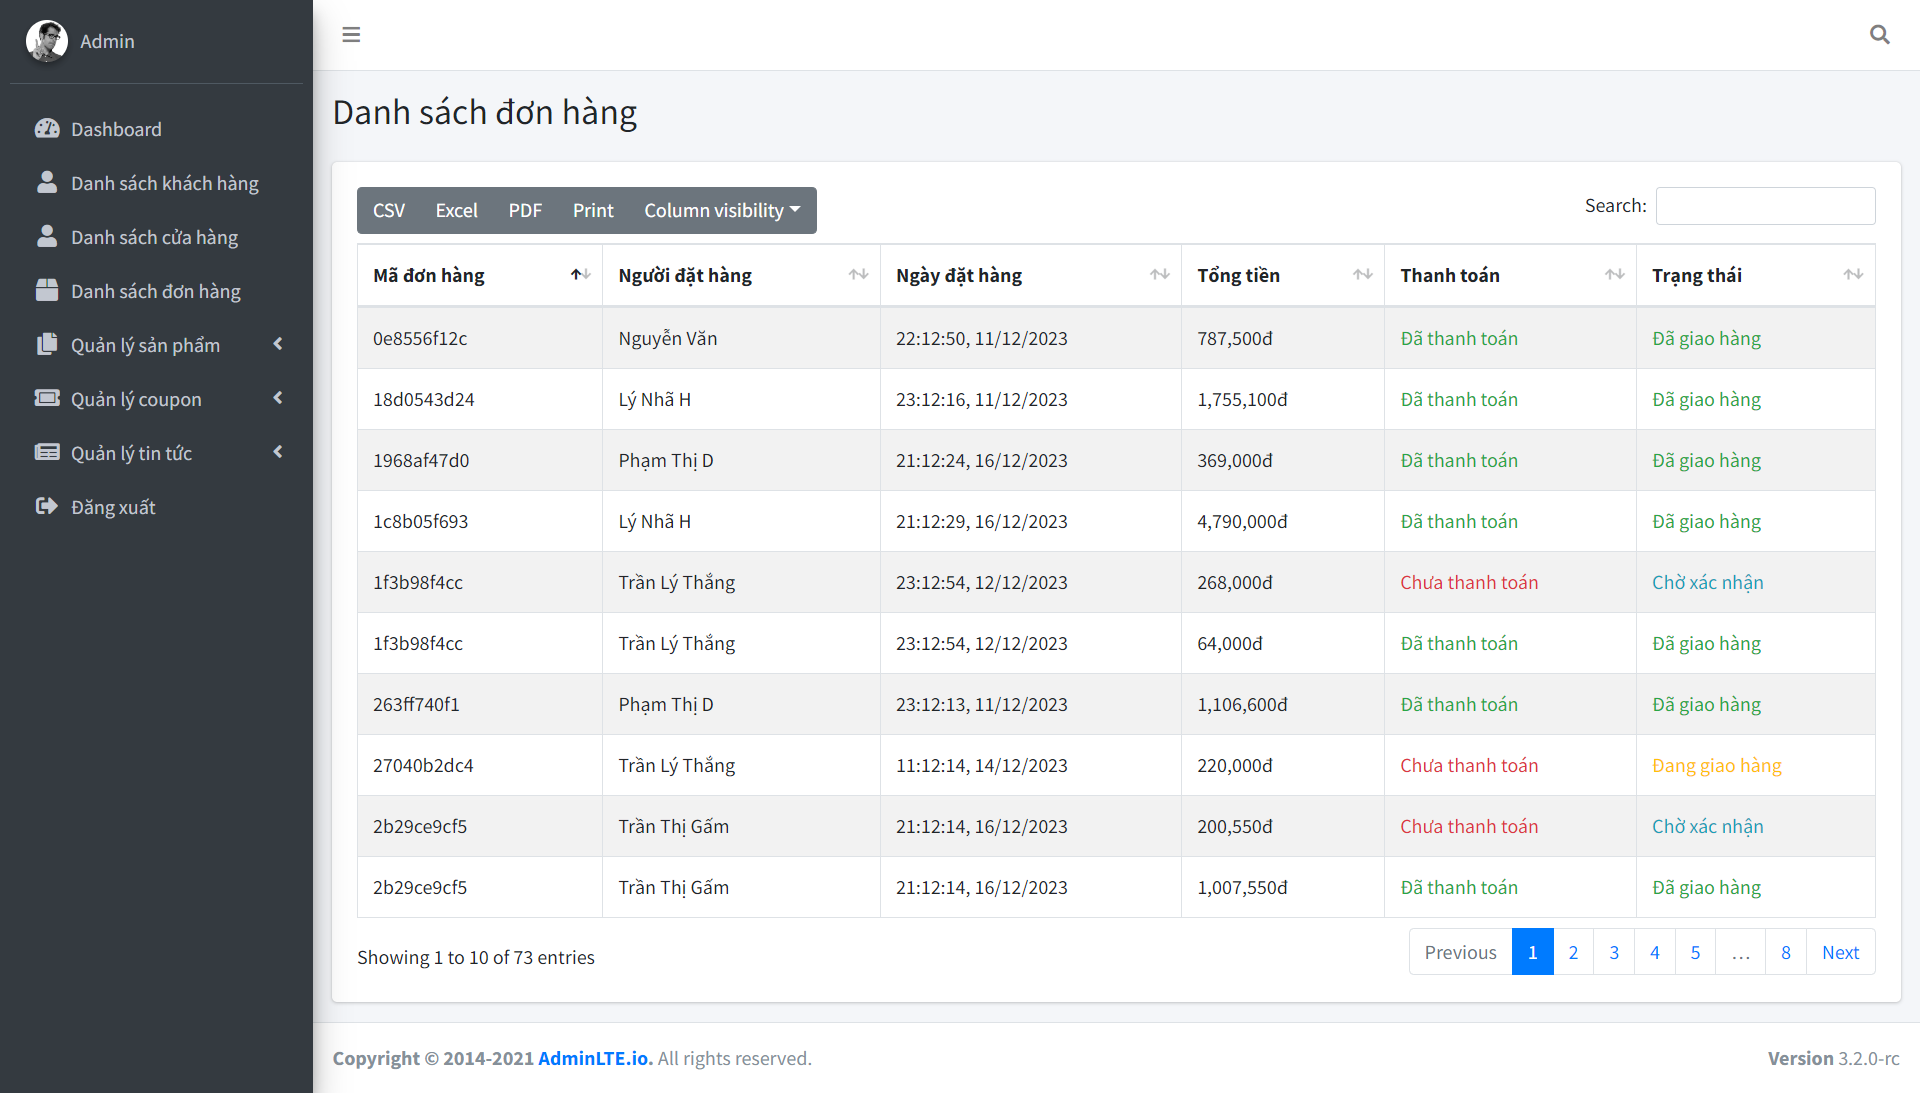 Admin
Dashboard
Danh sách khách hàng
Danh sách cửa hàng
Danh sách đơn hàng
Quản lý sản phẩm
Quản lý coupon
Quản lý tin tức
Đăng xuất
Danh sách đơn hàng
CSV Excel PDF Print Column visibility
Search:
Mã đơn hàng Người đặt hàng Ngày đặt hàng Tổng tiền Thanh toán Trạng thái
0e8556f12c Nguyễn Văn 22:12:50, 11/12/2023 787,500đ Đã thanh toán Đã giao hàng
18d0543d24 Lý Nhã H 23:12:16, 11/12/2023 1,755,100đ Đã thanh toán Đã giao hàng
1968af47d0 Phạm Thị D 21:12:24, 16/12/2023 369,000đ Đã thanh toán Đã giao hàng
1c8b05f693 Lý Nhã H 21:12:29, 16/12/2023 4,790,000đ Đã thanh toán Đã giao hàng
1f3b98f4cc Trần Lý Thắng 23:12:54, 12/12/2023 268,000đ Chưa thanh toán Chờ xác nhận
1f3b98f4cc Trần Lý Thắng 23:12:54, 12/12/2023 64,000đ Đã thanh toán Đã giao hàng
263ff740f1 Phạm Thị D 23:12:13, 11/12/2023 1,106,600đ Đã thanh toán Đã giao hàng
27040b2dc4 Trần Lý Thắng 11:12:14, 14/12/2023 220,000đ Chưa thanh toán Đang giao hàng
2b29ce9cf5 Trần Thị Gấm 21:12:14, 16/12/2023 200,550đ Chưa thanh toán Chờ xác nhận
2b29ce9cf5 Trần Thị Gấm 21:12:14, 16/12/2023 1,007,550đ Đã thanh toán Đã giao hàng
Showing 1 to 10 of 73 entries
Previous 1 2 3 4 5 … 8 Next
Copyright © 2014-2021 AdminLTE.io. All rights reserved.
Version 3.2.0-rc